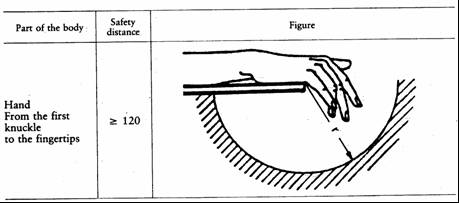 Part of the body
Safety
distance
Figure
Hand
From the first
knuckle
to the fingertips
≥ 120